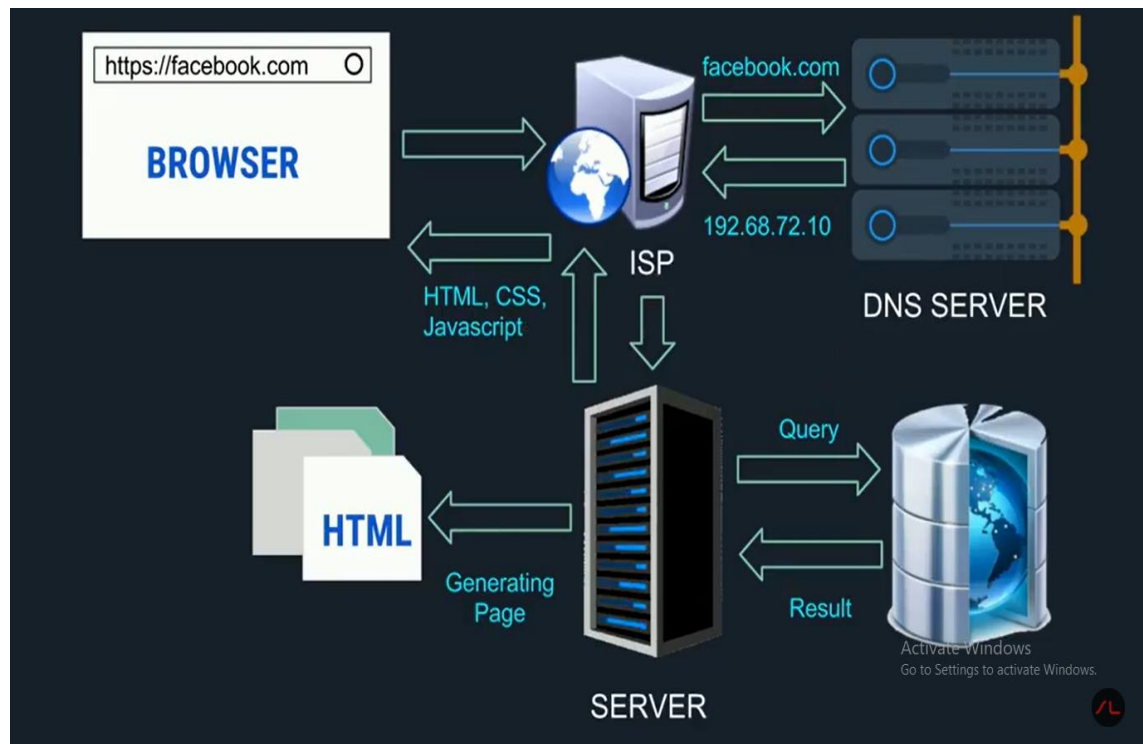 https://facebook.com
BROWSER
facebook.com
192.68.72.10
ISP
DNS SERVER
HTML, CSS,
Javascript
Query
HTML
Generating
Page
Result
Activate Windows
Go to Settings to activate Windows.
SERVER